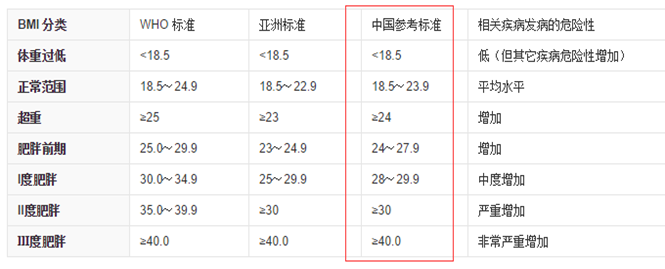 BMI 分类 WHO 标准 亚洲标准 中国参考标准 相关疾病发病的危险性
体重过低 <18.5 <18.5 <18.5 低（但其它疾病危险性增加）
正常范围 18.5～24.9 18.5～22.9 18.5～23.9 平均水平
超重 ≥25 ≥23 ≥24 增加
肥胖前期 25.0～29.9 23～24.9 24～27.9 增加
I度肥胖 30.0～34.9 25～29.9 28～29.9 中度增加
II度肥胖 35.0～39.9 ≥30 ≥30 严重增加
Ⅲ度肥胖 ≥40.0 ≥40.0 ≥40.0 非常严重增加